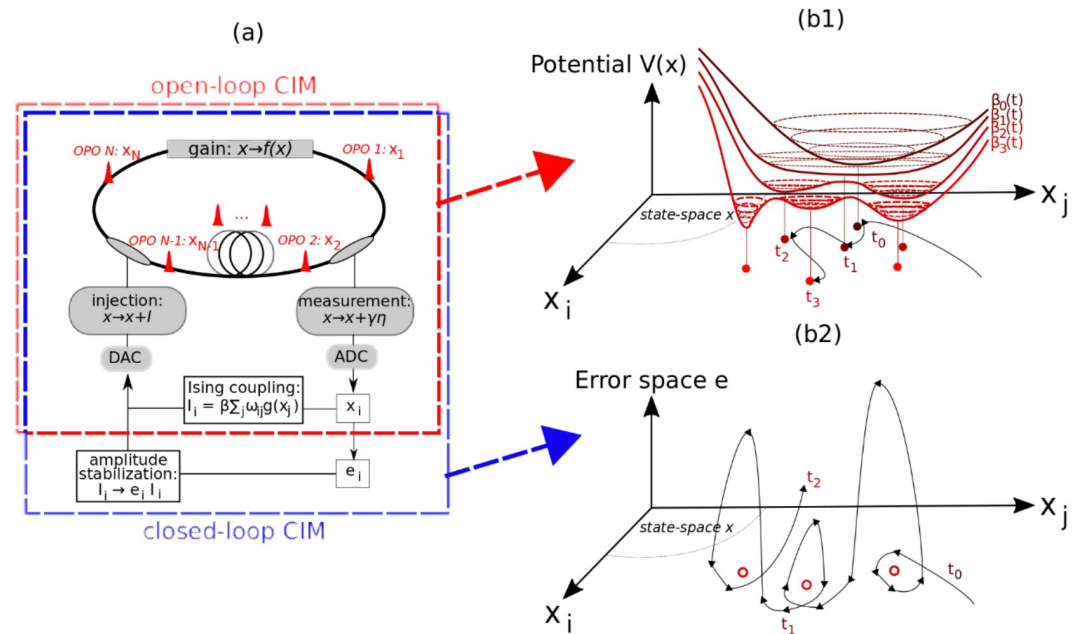 (a)
open-loop CIM
OPO N: xN
gain: x→f(x)
OPO 1: x1
...
OPO N-1: xN-1
OPO 2: x2
injection:
x→x+I
measurement:
x→x+γη
DAC
ADC
Ising coupling:
Ii = β∑jωijg(xj)
xi
amplitude
stabilization:
Ii → ei Ii
ei
closed-loop CIM
(b1)
Potential V(x)
β0(t)
β1(t)
β2(t)
β3(t)
xj
state-space x
t0
t1
t2
t3
xi
(b2)
Error space e
t2
xj
state-space x
t0
t1
xi